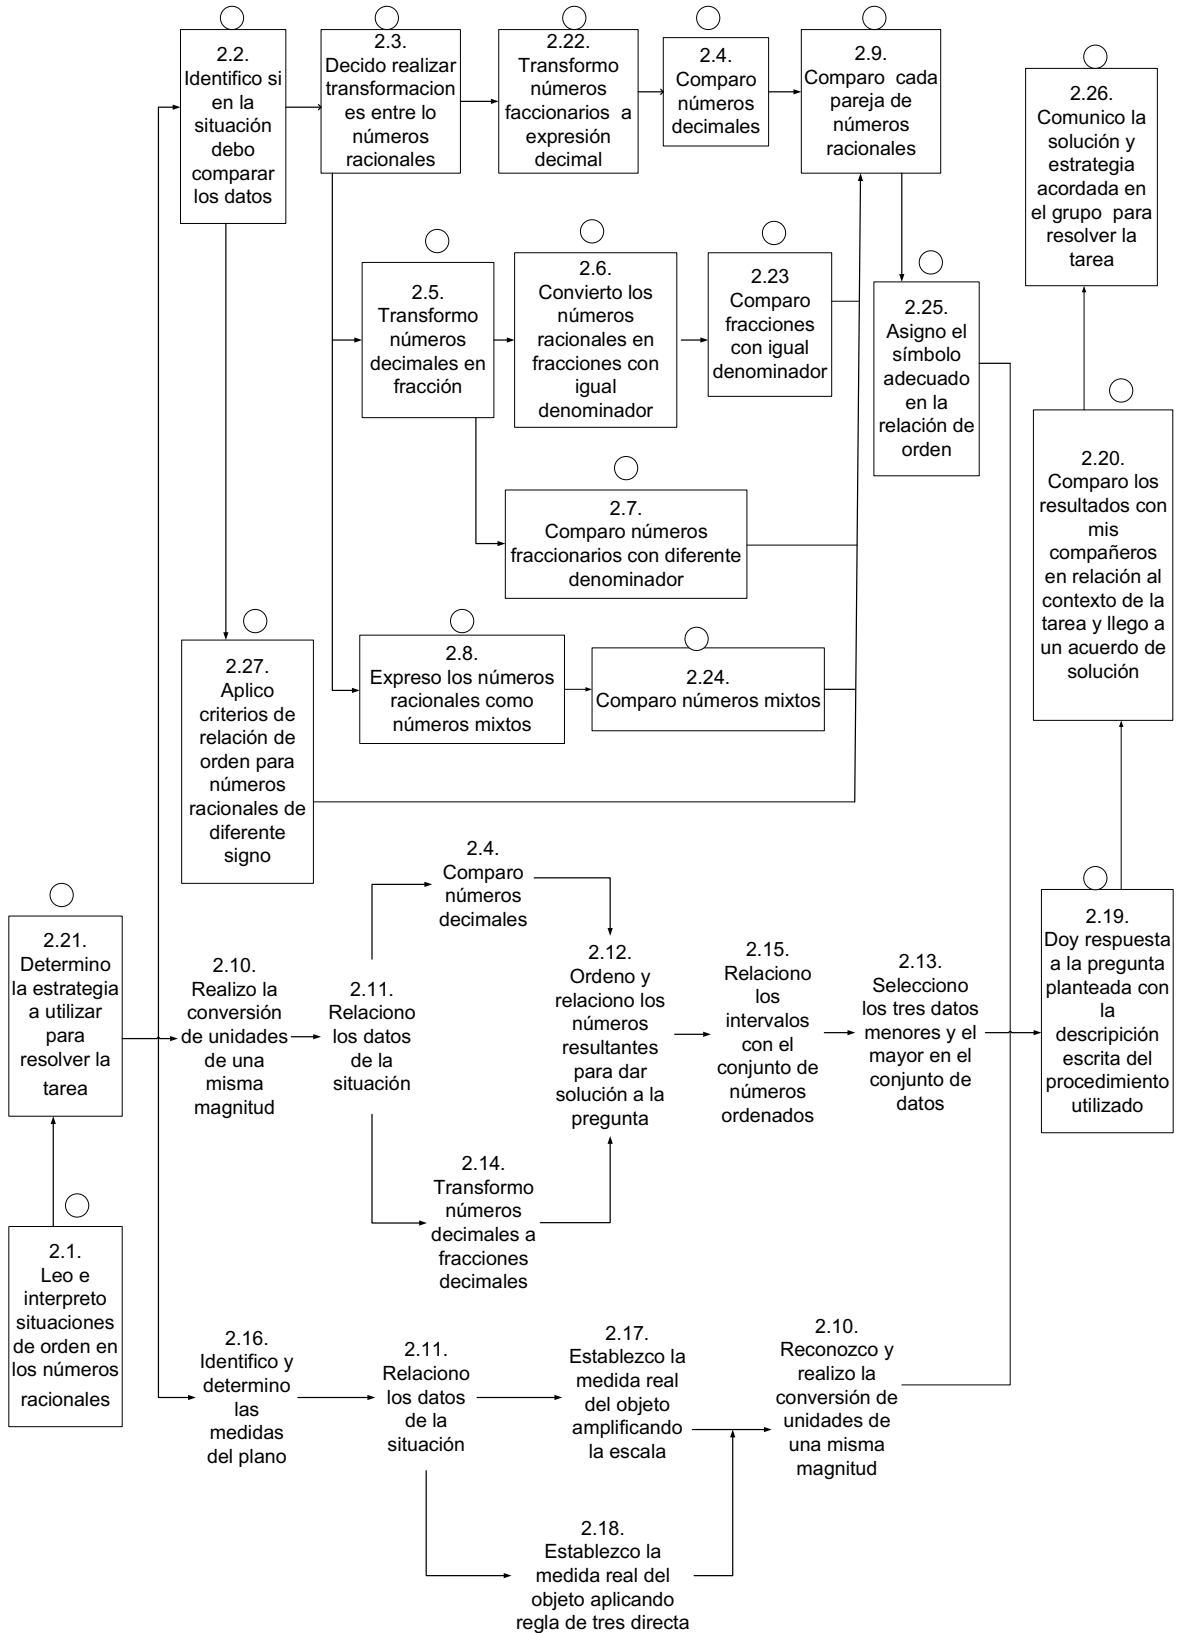 2.2.
Identifico si
en la
situación
debo
comparar
los datos
2.3.
Decido realizar
transformacion
es entre lo
números
racionales
2.22.
Transformo
números
faccionarios a
expresión
decimal
2.4.
Comparo
números
decimales
2.9.
Comparo cada
pareja de
números
racionales
2.26.
Comunico la
solución y
estrategia
acordada en
el grupo para
resolver la
tarea
2.5.
Transformo
números
decimales en
fracción
2.6.
Convierto los
números
racionales en
fracciones con
igual
denominador
2.23
Comparo
fracciones
con igual
denominador
2.25.
Asigno el
símbolo
adecuado
en la
relación de
orden
2.7.
Comparo números
fraccionarios con diferente
denominador
2.20.
Comparo los
resultados con
mis
compañeros
en relación al
contexto de la
tarea y llego a
un acuerdo de
solución
2.27.
Aplico
criterios de
relación de
orden para
números
racionales de
diferente
signo
2.8.
Expreso los números
racionales como
números mixtos
2.24.
Comparo números mixtos
2.4.
Comparo
números
decimales
2.21.
Determino
la estrategia
a utilizar
para
resolver la
tarea
2.10.
Realizo la
conversión
de unidades
de una
misma
magnitud
2.11.
Relaciono
los datos
de la
situación
2.12.
Ordeno y
relaciono los
números
resultantes
para dar
solución a la
pregunta
2.15.
Relaciono
los
intervalos
con el
conjunto de
números
ordenados
2.13.
Selecciono
los tres datos
menores y el
mayor en el
conjunto de
datos
2.19.
Doy respuesta
a la pregunta
planteada con
la
descripición
escrita del
procedimiento
utilizado
2.14.
Transformo
números
decimales a
fracciones
decimales
2.1.
Leo e
interpreto
situaciones
de orden en
los números
racionales
2.16.
Identifico y
determino
las
medidas
del plano
2.11.
Relaciono
los datos
de la
situación
2.17.
Establezco la
medida real
del objeto
amplificando
la escala
2.10.
Reconozco y
realizo la
conversión de
unidades de
una misma
magnitud
2.18.
Establezco la
medida real del
objeto aplicando
regla de tres directa